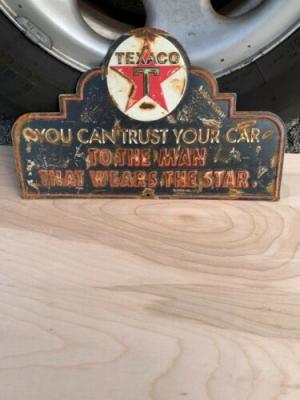 TEXACO
T
YOU CAN TRUST YOUR CAR
TO THE MAN
THAT WEARS THE STAR.